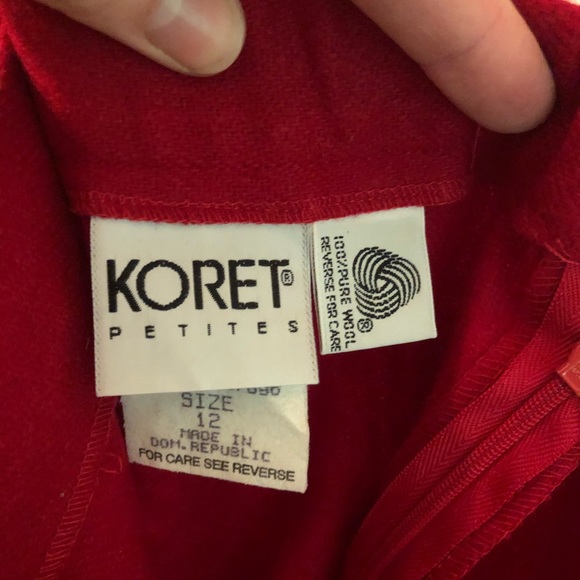 KORET®
PETITES
100% PURE WOOL
REVERSE FOR CARE
®
SIZE
12
MADE IN
DOM. REPUBLIC
FOR CARE SEE REVERSE